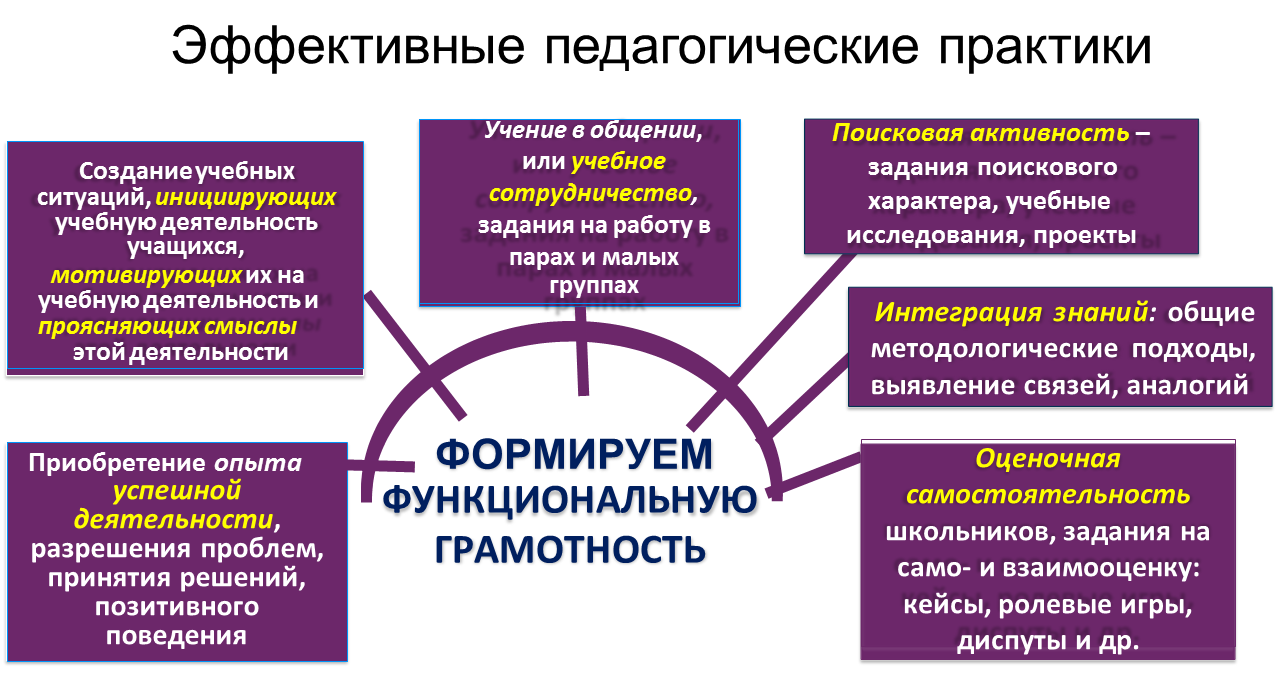 Эффективные педагогические практики
Создание учебных
ситуаций, инициирующих
учебную деятельность
учащихся,
мотивирующих их на
учебную деятельность и
проясняющих смыслы
этой деятельности
Учение в общении,
или учебное
сотрудничество,
задания на работу в
парах и малых
группах
Поисковая активность –
задания поискового
характера, учебные
исследования, проекты
Интеграция знаний: общие
методологические подходы,
выявление связей, аналогий
Приобретение опыта
успешной
деятельности,
разрешения проблем,
принятия решений,
позитивного
поведения
ФОРМИРУЕМ
ФУНКЦИОНАЛЬНУЮ
ГРАМОТНОСТЬ
Оценочная
самостоятельность
школьников, задания на
само- и взаимооценку:
кейсы, ролевые игры,
диспуты и др.